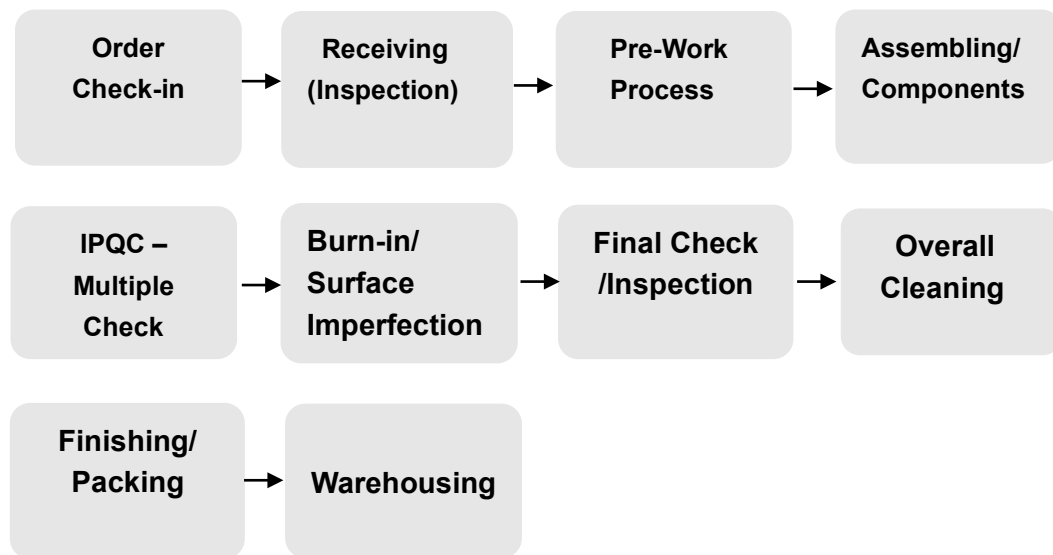 Order
Check-in
Receiving
(Inspection)
Pre-Work
Process
Assembling/
Components
IPQC –
Multiple
Check
Burn-in/
Surface
Imperfection
Final Check
/Inspection
Overall
Cleaning
Finishing/
Packing
Warehousing